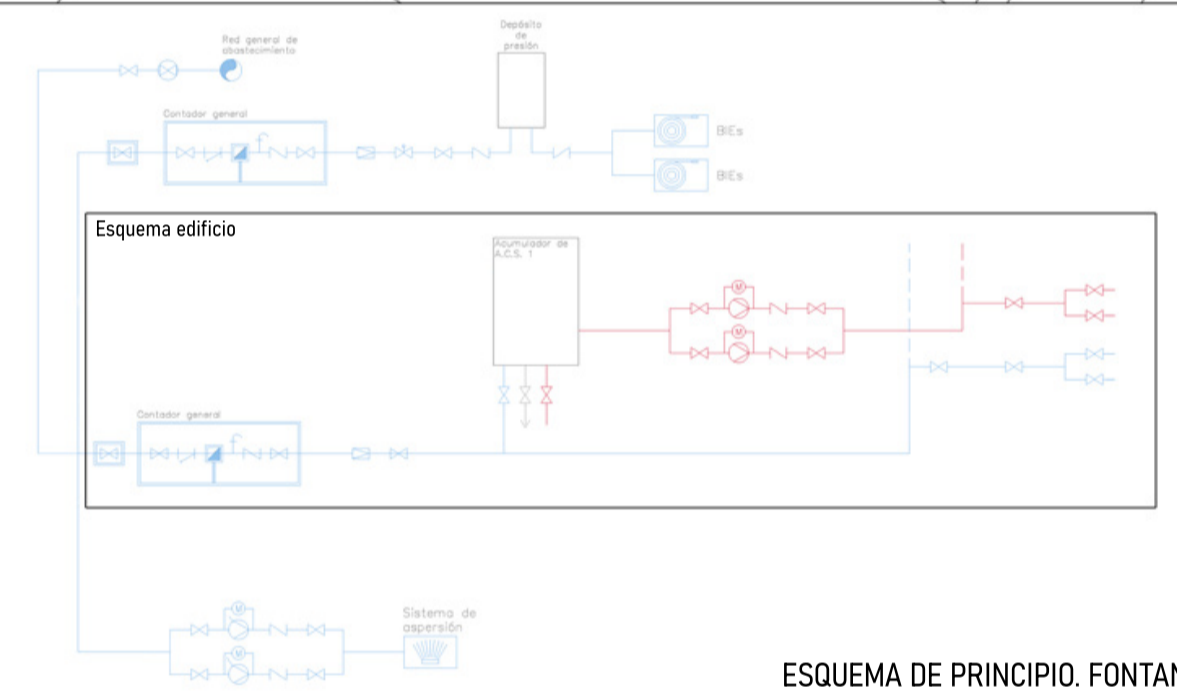 Depósito
de
presión
Red general de
abastecimiento
Contador general
BIEs
BIEs
Esquema edificio
Acumulador de
A.C.S. 1
M
M
Contador general
M
M
Sistema de
aspersión
ESQUEMA DE PRINCIPIO. FONTAN